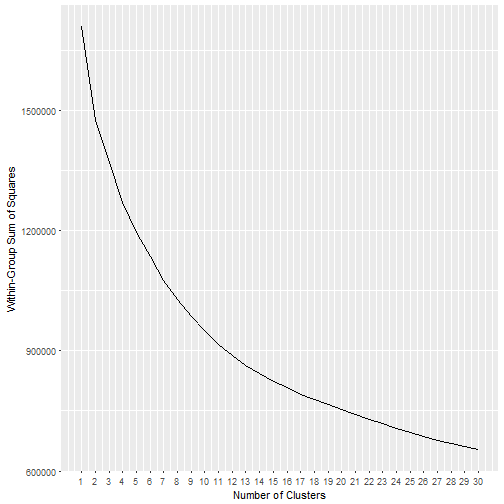 Within-Group Sum of Squares
1500000
1200000
900000
600000
1 2 3 4 5 6 7 8 9 10 11 12 13 14 15 16 17 18 19 20 21 22 23 24 25 26 27 28 29 30
Number of Clusters